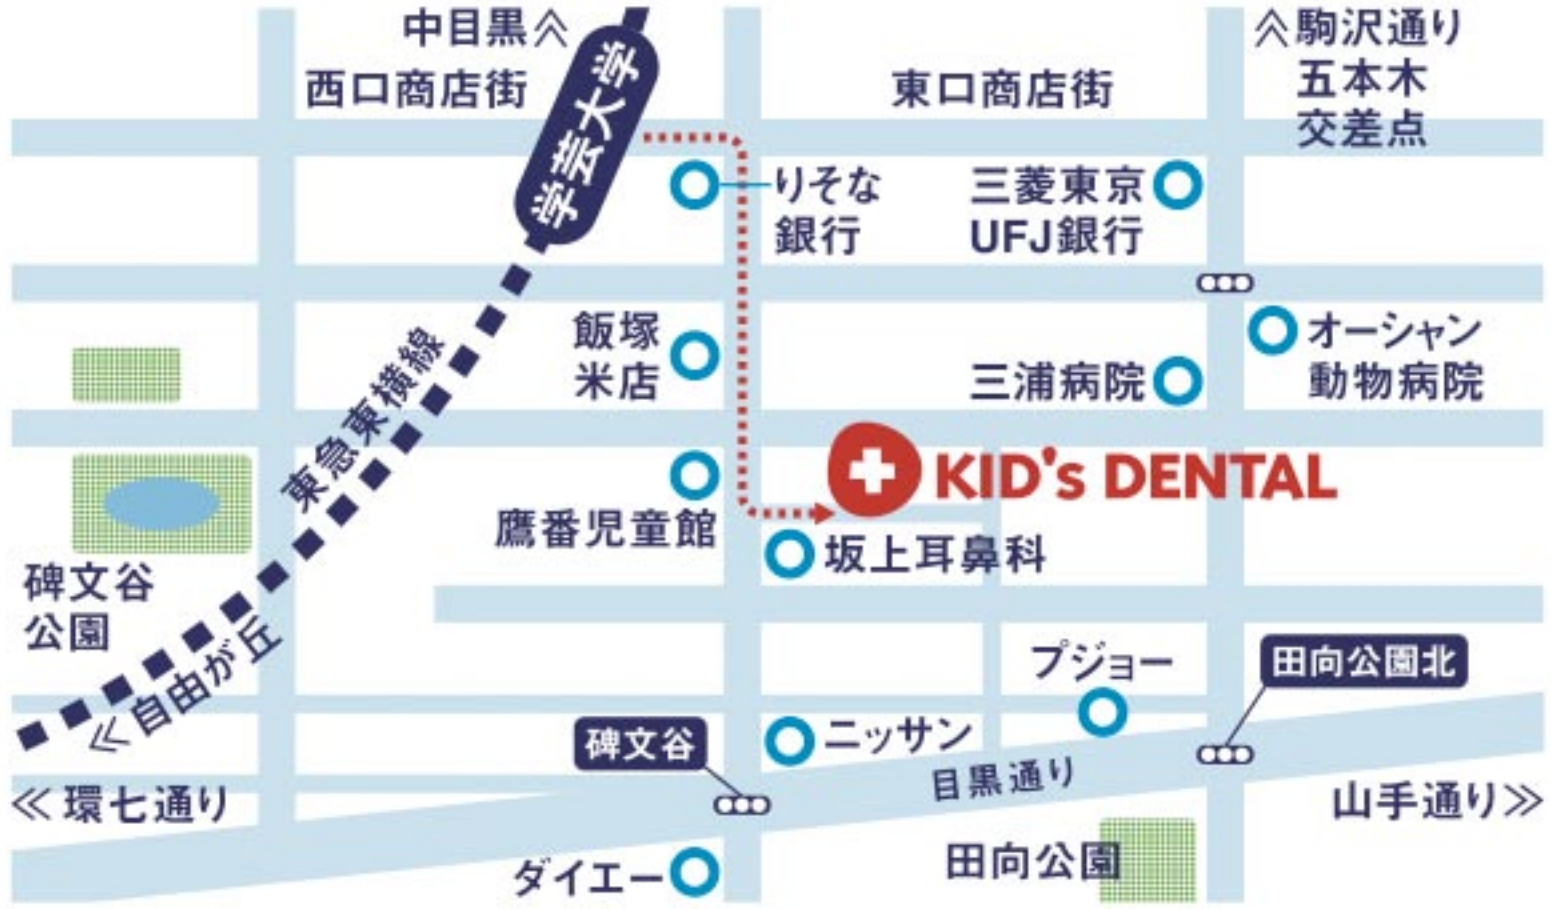 中目黒
駒沢通り
五本木
交差点
西口商店街
学芸大学
東口商店街
りそな
銀行
三菱東京
UFJ銀行
飯塚
米店
三浦病院
オーシャン
動物病院
東急東横線
KID's DENTAL
鷹番児童館
坂上耳鼻科
碑文谷
公園
自由が丘
プジョー
田向公園北
碑文谷
ニッサン
目黒通り
環七通り
山手通り
ダイエー
田向公園